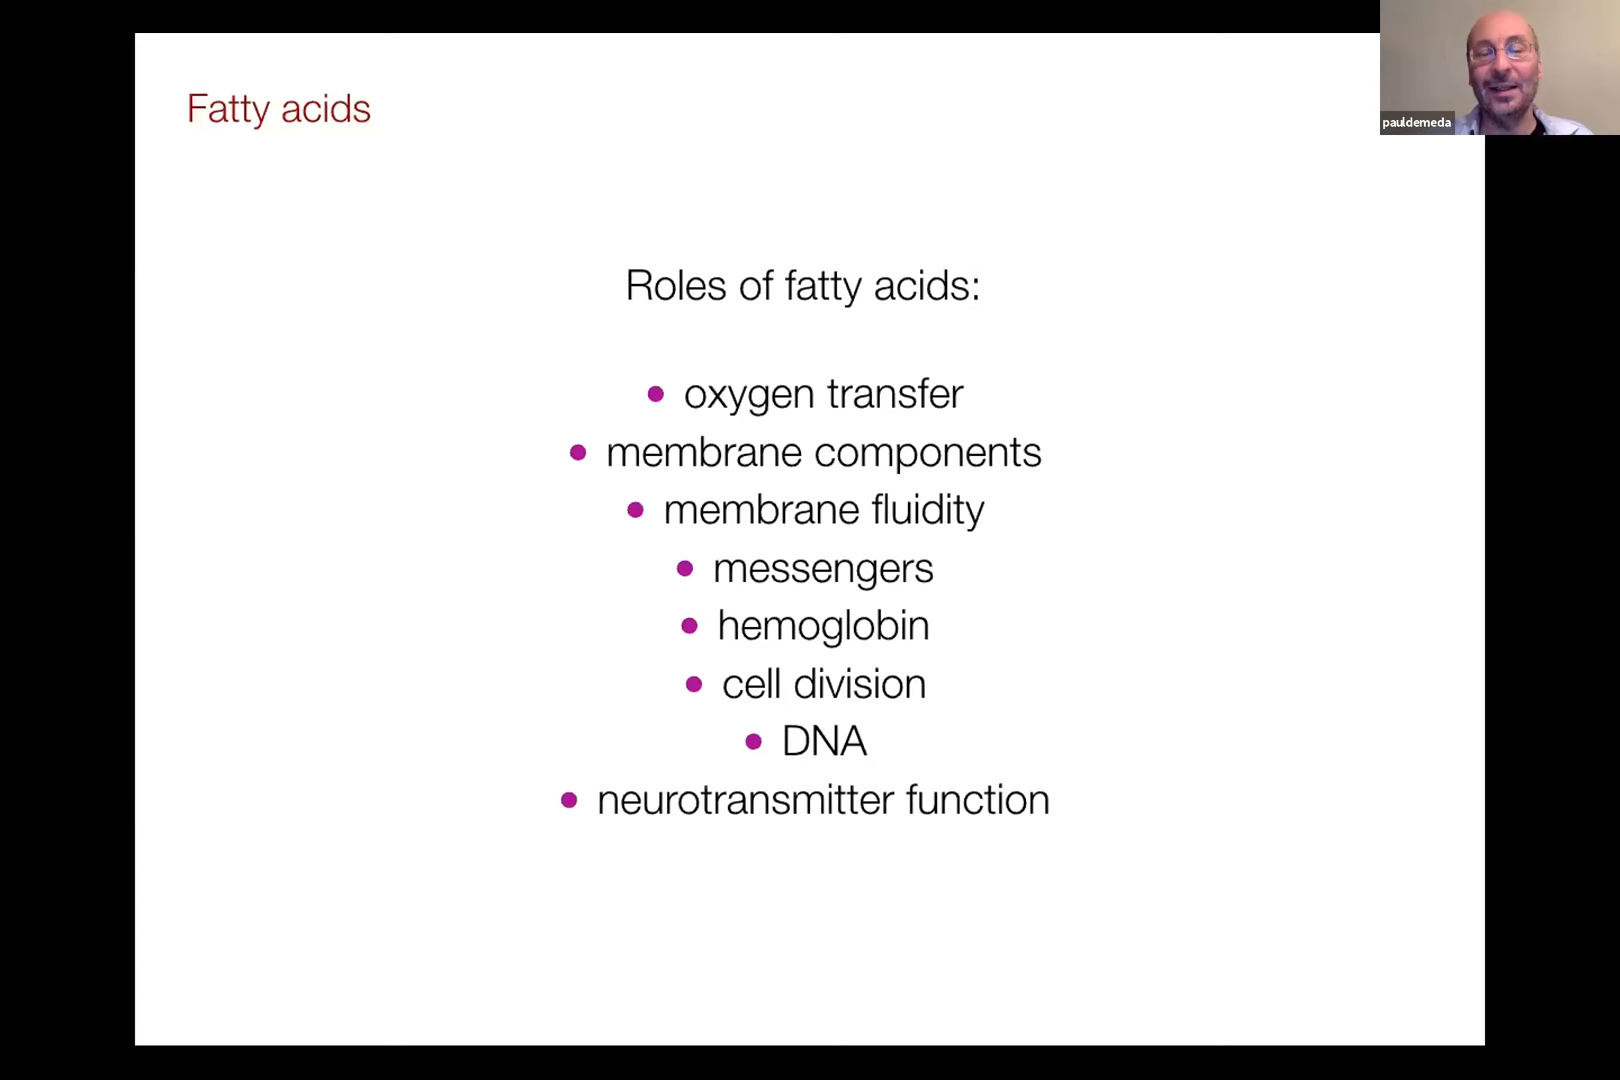 Fatty acids
pauldemeda
Roles of fatty acids:
• oxygen transfer
• membrane components
• membrane fluidity
• messengers
• hemoglobin
• cell division
• DNA
• neurotransmitter function